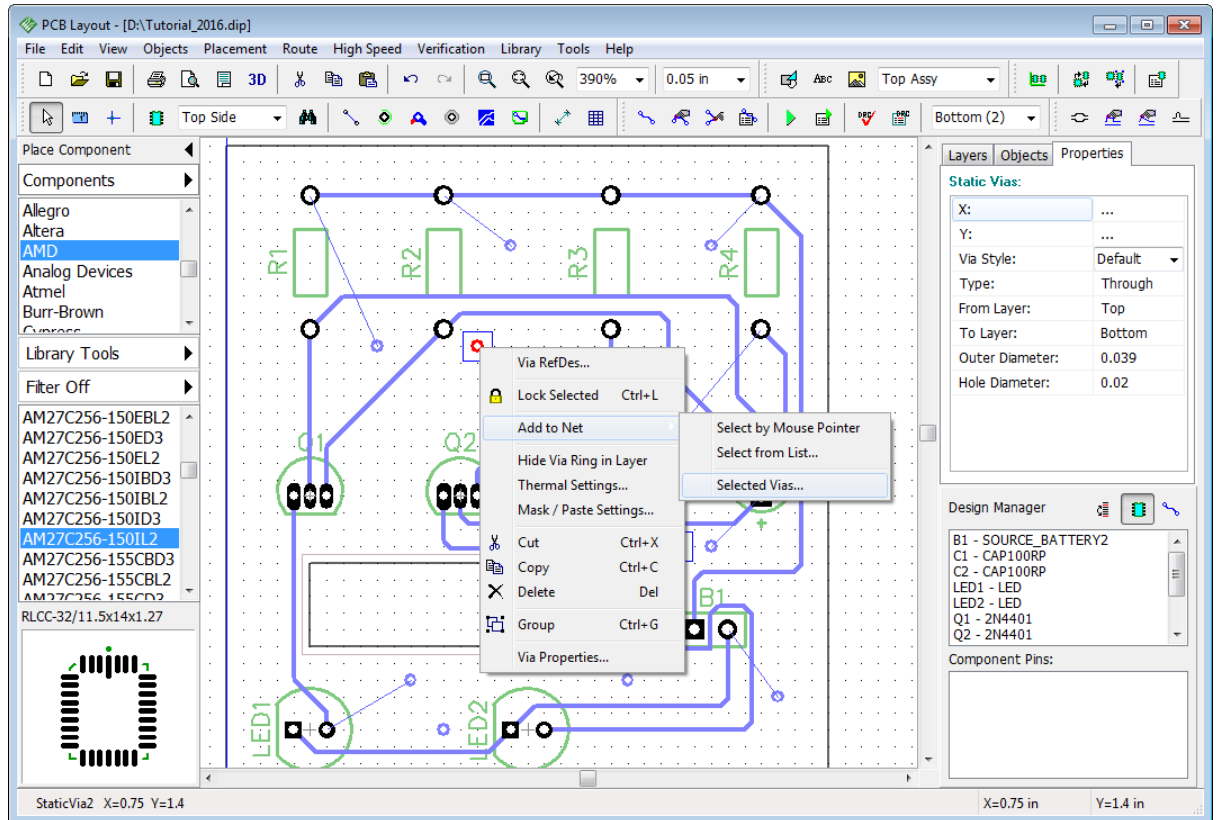 PCB Layout - [D:\Tutorial_2016.dip]
File Edit View Objects Placement Route High Speed Verification Library Tools Help
3D 390% 0.05 in ABC Top Assy
Top Side DRC DRC Bottom (2)
Place Component
Components
Allegro
Altera
AMD
Analog Devices
Atmel
Burr-Brown
Cypress
Library Tools
Filter Off
AM27C256-150EBL2
AM27C256-150ED3
AM27C256-150EL2
AM27C256-150IBD3
AM27C256-150IBL2
AM27C256-150ID3
AM27C256-150IL2
AM27C256-155CBD3
AM27C256-155CBL2
AM27C256-155CD3
RLCC-32/11.5x14x1.27
R1
R2
R3
R4
Q1
Q2
B1
LED1
LED2
Via RefDes...
Lock Selected Ctrl+L
Add to Net
Hide Via Ring in Layer
Thermal Settings...
Mask / Paste Settings...
Cut Ctrl+X
Copy Ctrl+C
Delete Del
Group Ctrl+G
Via Properties...
Select by Mouse Pointer
Select from List...
Selected Vias...
Layers Objects Properties
Static Vias:
X: ...
Y: ...
Via Style: Default
Type: Through
From Layer: Top
To Layer: Bottom
Outer Diameter: 0.039
Hole Diameter: 0.02
Design Manager
B1 - SOURCE_BATTERY2
C1 - CAP100RP
C2 - CAP100RP
LED1 - LED
LED2 - LED
Q1 - 2N4401
Q2 - 2N4401
Component Pins:
StaticVia2 X=0.75 Y=1.4
X=0.75 in Y=1.4 in